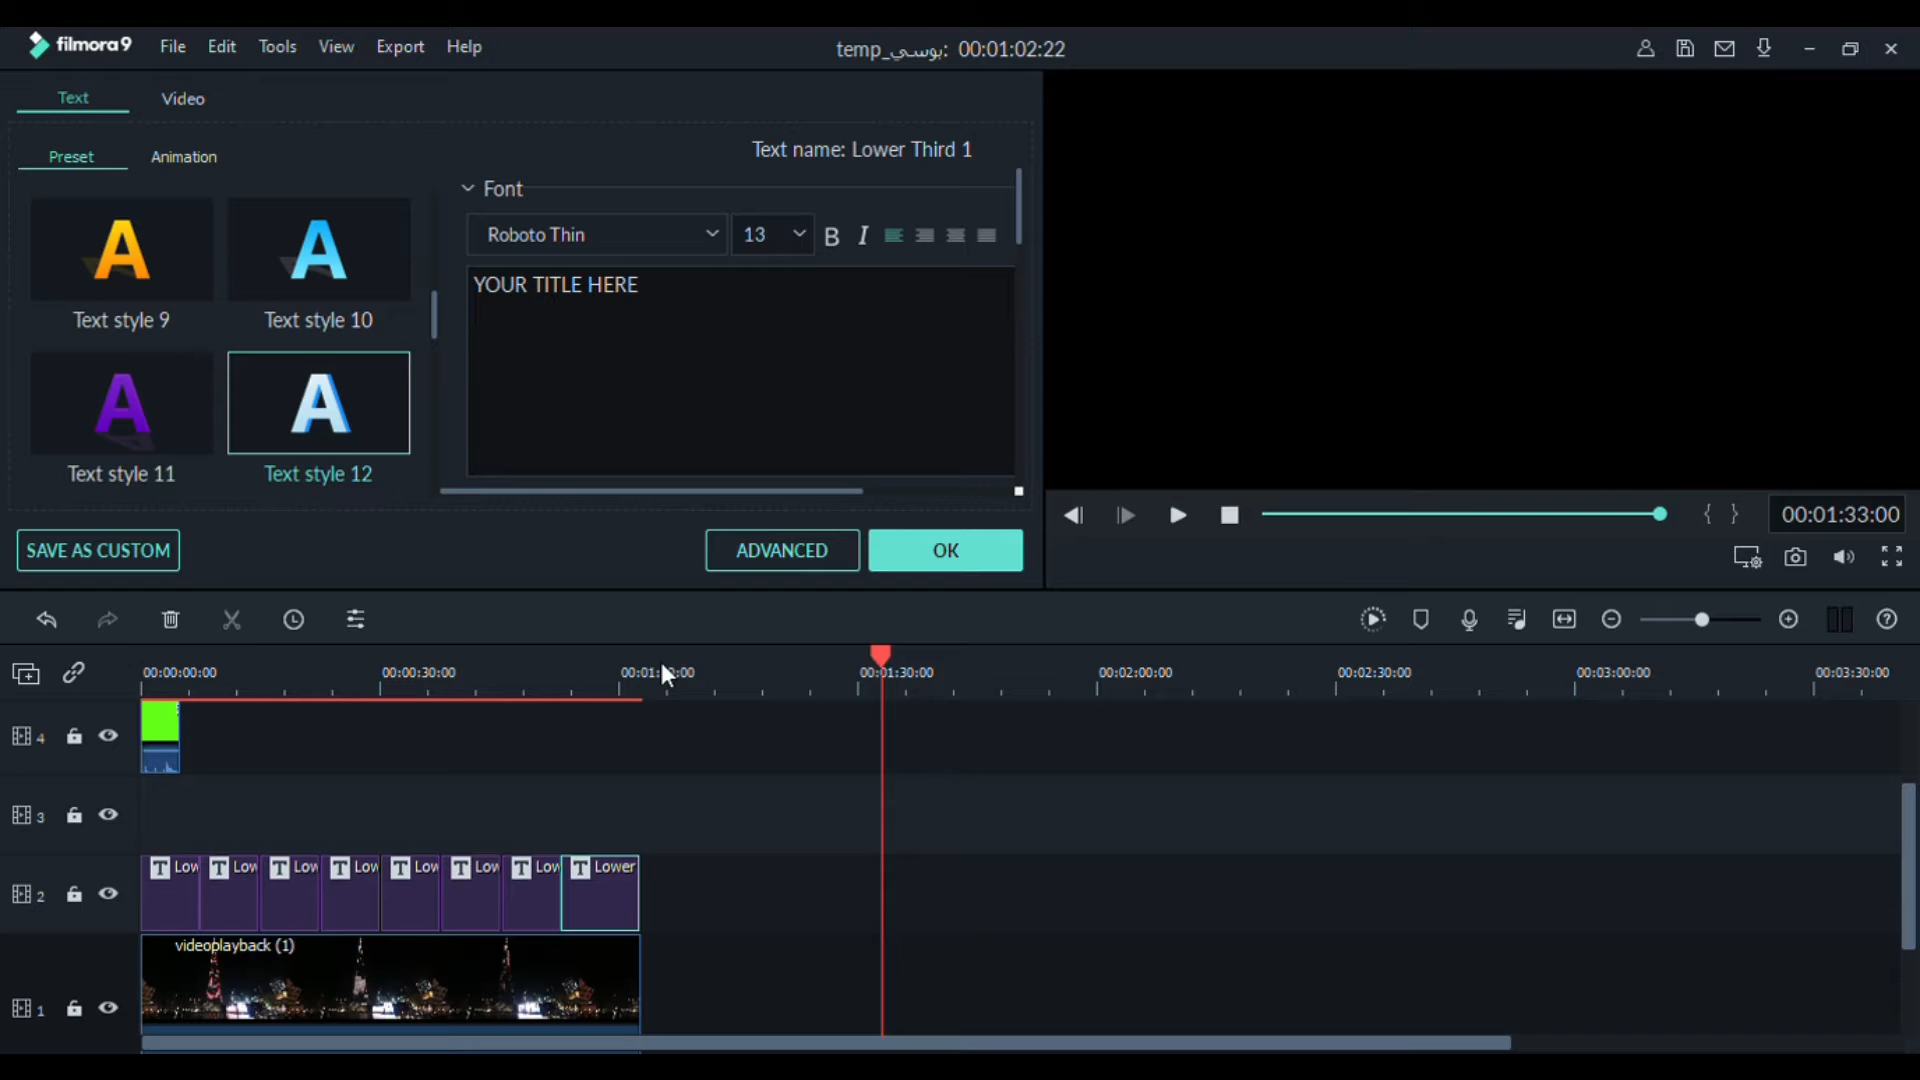 filmora9 File Edit Tools View Export Help
temp_بوسي: 00:01:02:22
Text Video
Preset Animation
Text name: Lower Third 1
Font
Roboto Thin 13 B I
YOUR TITLE HERE
A A
Text style 9 Text style 10
A A
Text style 11 Text style 12
SAVE AS CUSTOM ADVANCED OK
{ } 00:01:33:00
00:00:00:00 00:00:30:00 00:01:30:00 00:02:00:00 00:02:30:00 00:03:00:00 00:03:30:00
4
3
T Low T Low T Low T Low T Low T Low T Low T Lower
2
videoplayback (1)
1